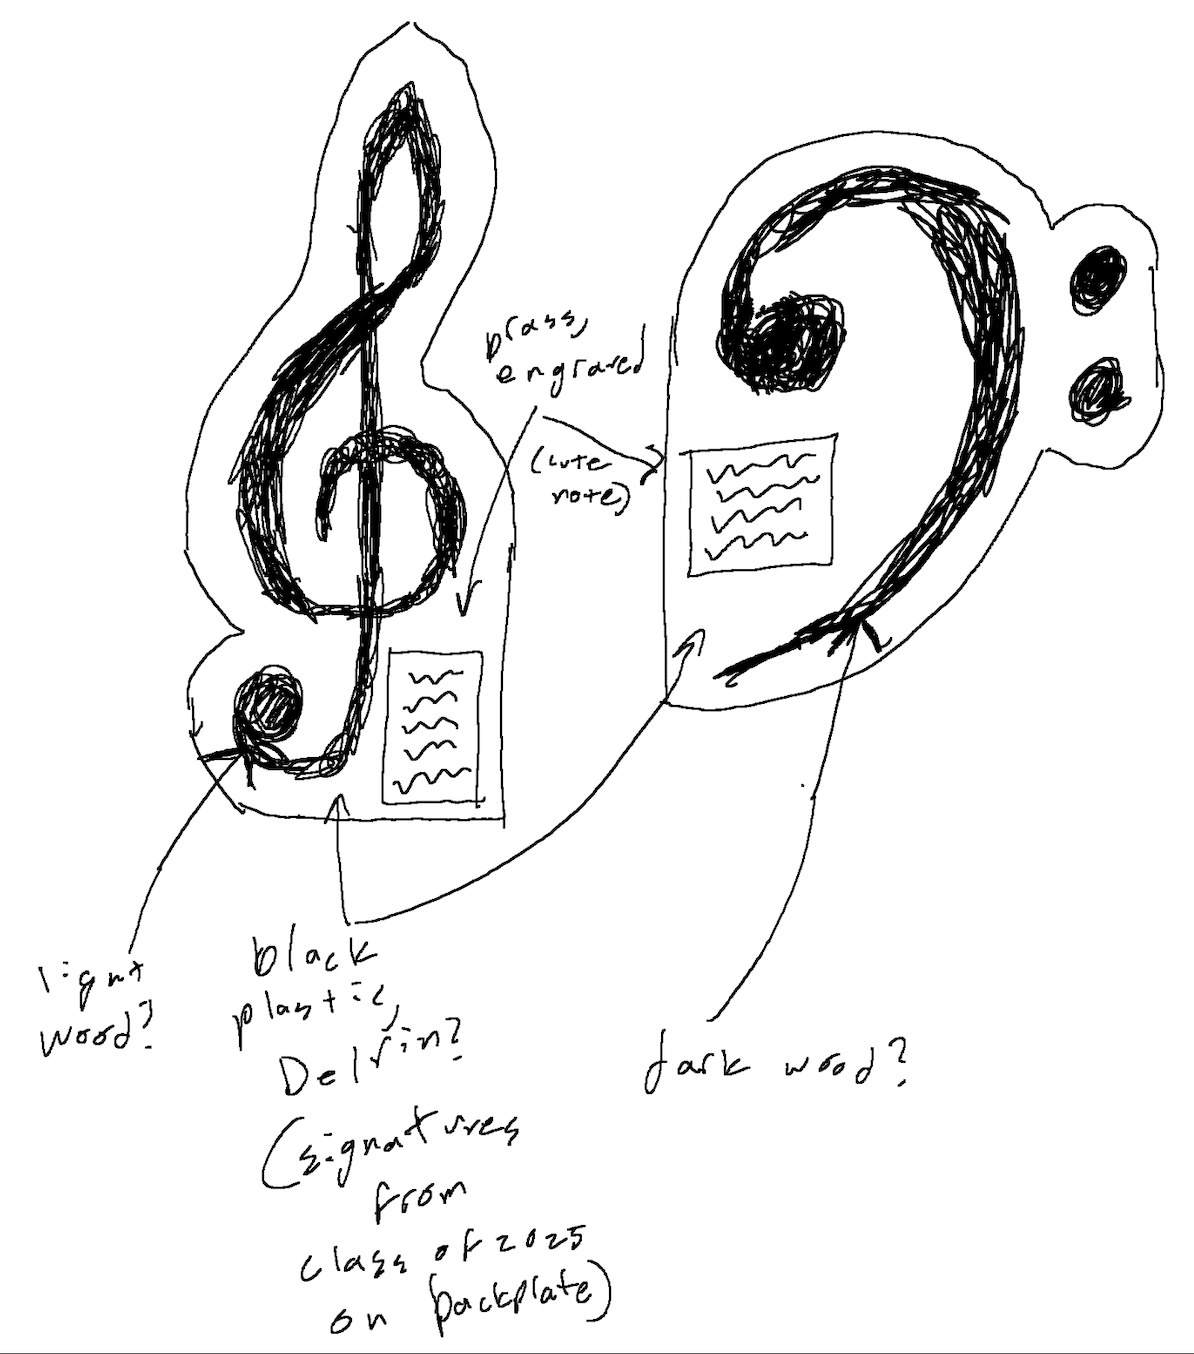 brass,
engraved
(cute
note)
light
wood?
black
plastic,
Delrin?
(signatures
from
class of 2025
on backplate)
dark wood?